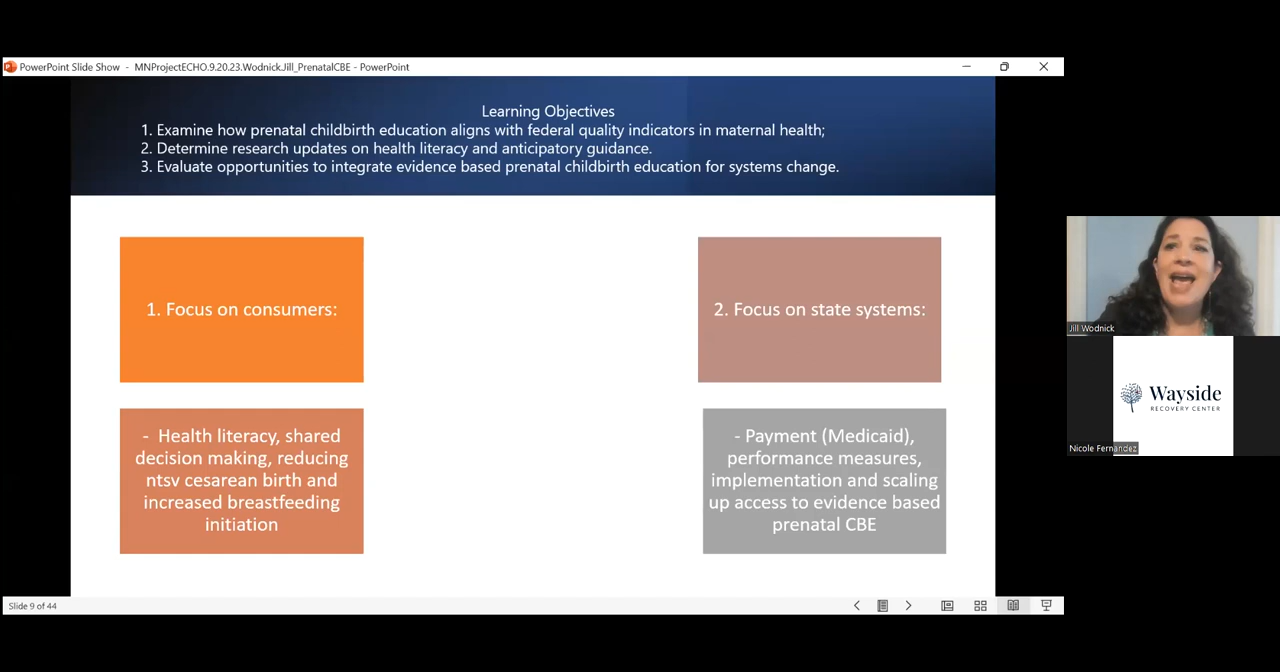 PowerPoint Slide Show - MNProjectECHO.9.20.23.Wodnick.Jill_PrenatalCBE - PowerPoint
Learning Objectives
1. Examine how prenatal childbirth education aligns with federal quality indicators in maternal health;
2. Determine research updates on health literacy and anticipatory guidance.
3. Evaluate opportunities to integrate evidence based prenatal childbirth education for systems change.
1. Focus on consumers:
2. Focus on state systems:
- Health literacy, shared
decision making, reducing
ntsv cesarean birth and
increased breastfeeding
initiation
- Payment (Medicaid),
performance measures,
implementation and scaling
up access to evidence based
prenatal CBE
Slide 9 of 44
Jill Wodnick
Wayside
RECOVERY CENTER
Nicole Fernandez